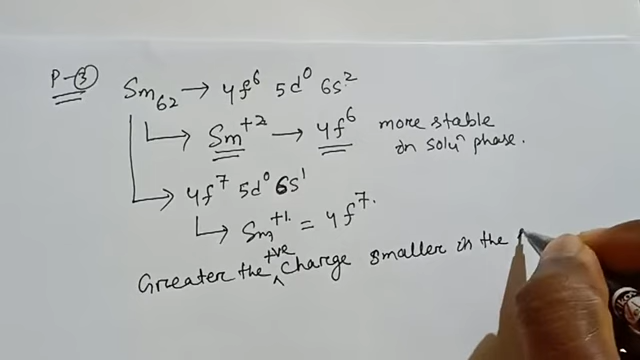 P-③ Sm₆₂ → 4f⁶ 5d⁰ 6s²
Sm⁺² → 4f⁶ more stable
in soluⁿ phase.
4f⁷ 5d⁰ 6s¹
Sm⁺¹ = 4f⁷.
Greater the +ve charge smaller in the